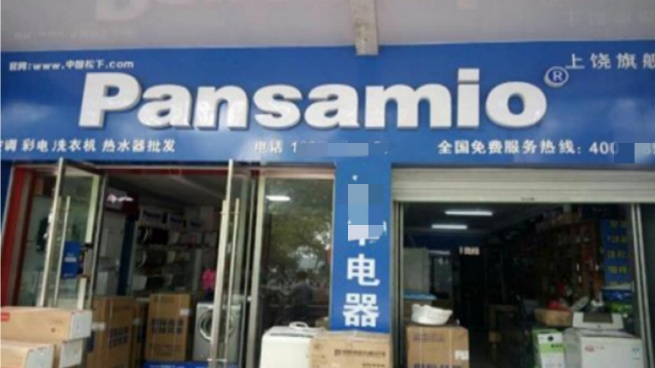 官网:www.中国松下.com
上饶旗舰
Pansamio®
空调 彩电 洗衣机 热水器批发
电话
全国免费服务热线: 400
电器
Pansamio